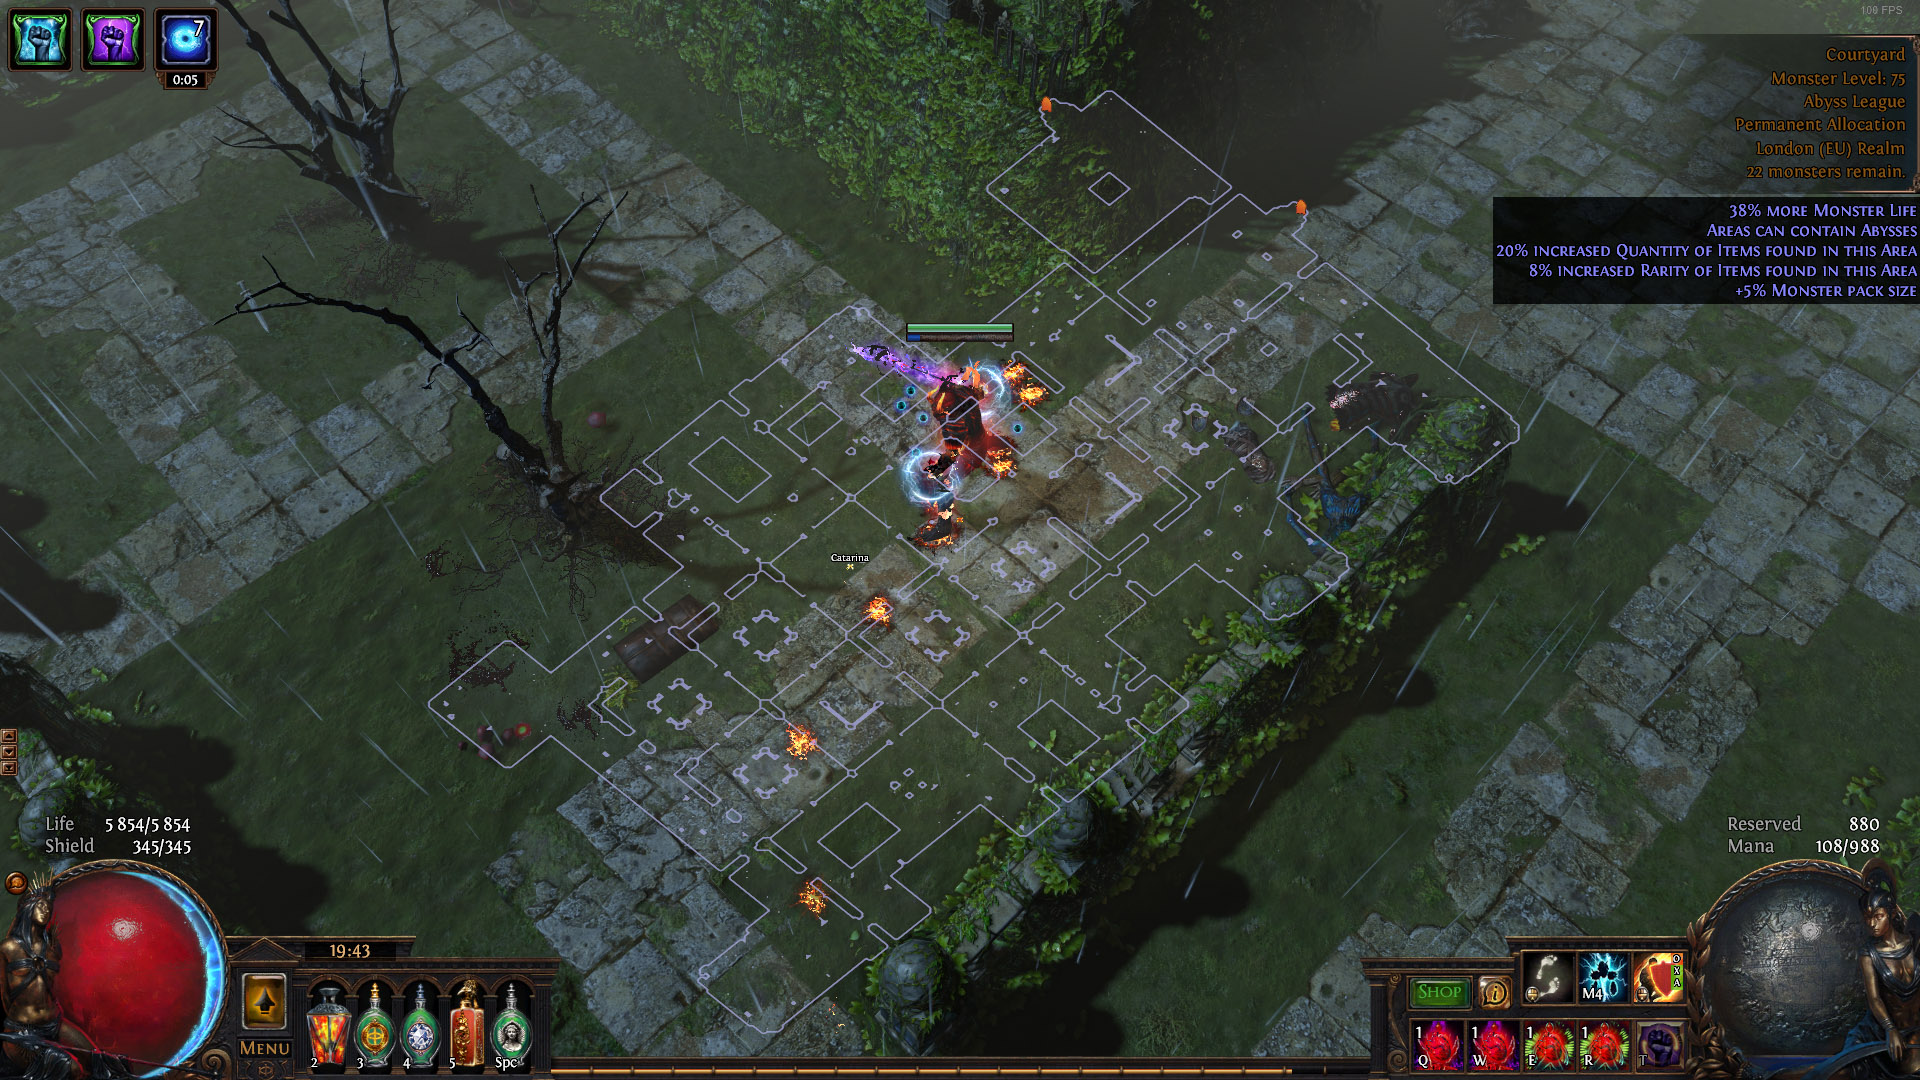 109 FPS
7
0:05
Courtyard
Monster Level: 75
Abyss League
Permanent Allocation
London (EU) Realm
22 monsters remain.
38% more Monster Life
Areas can contain Abysses
20% increased Quantity of Items found in this Area
8% increased Rarity of Items found in this Area
+5% Monster pack size
Catarina
Life 5 854/5 854
Shield 345/345
Reserved 880
Mana 108/988
19:43
Menu
2 3 4 5 Spc
Shop
M4
O
X
A
1 1 1 1
Q W E R T